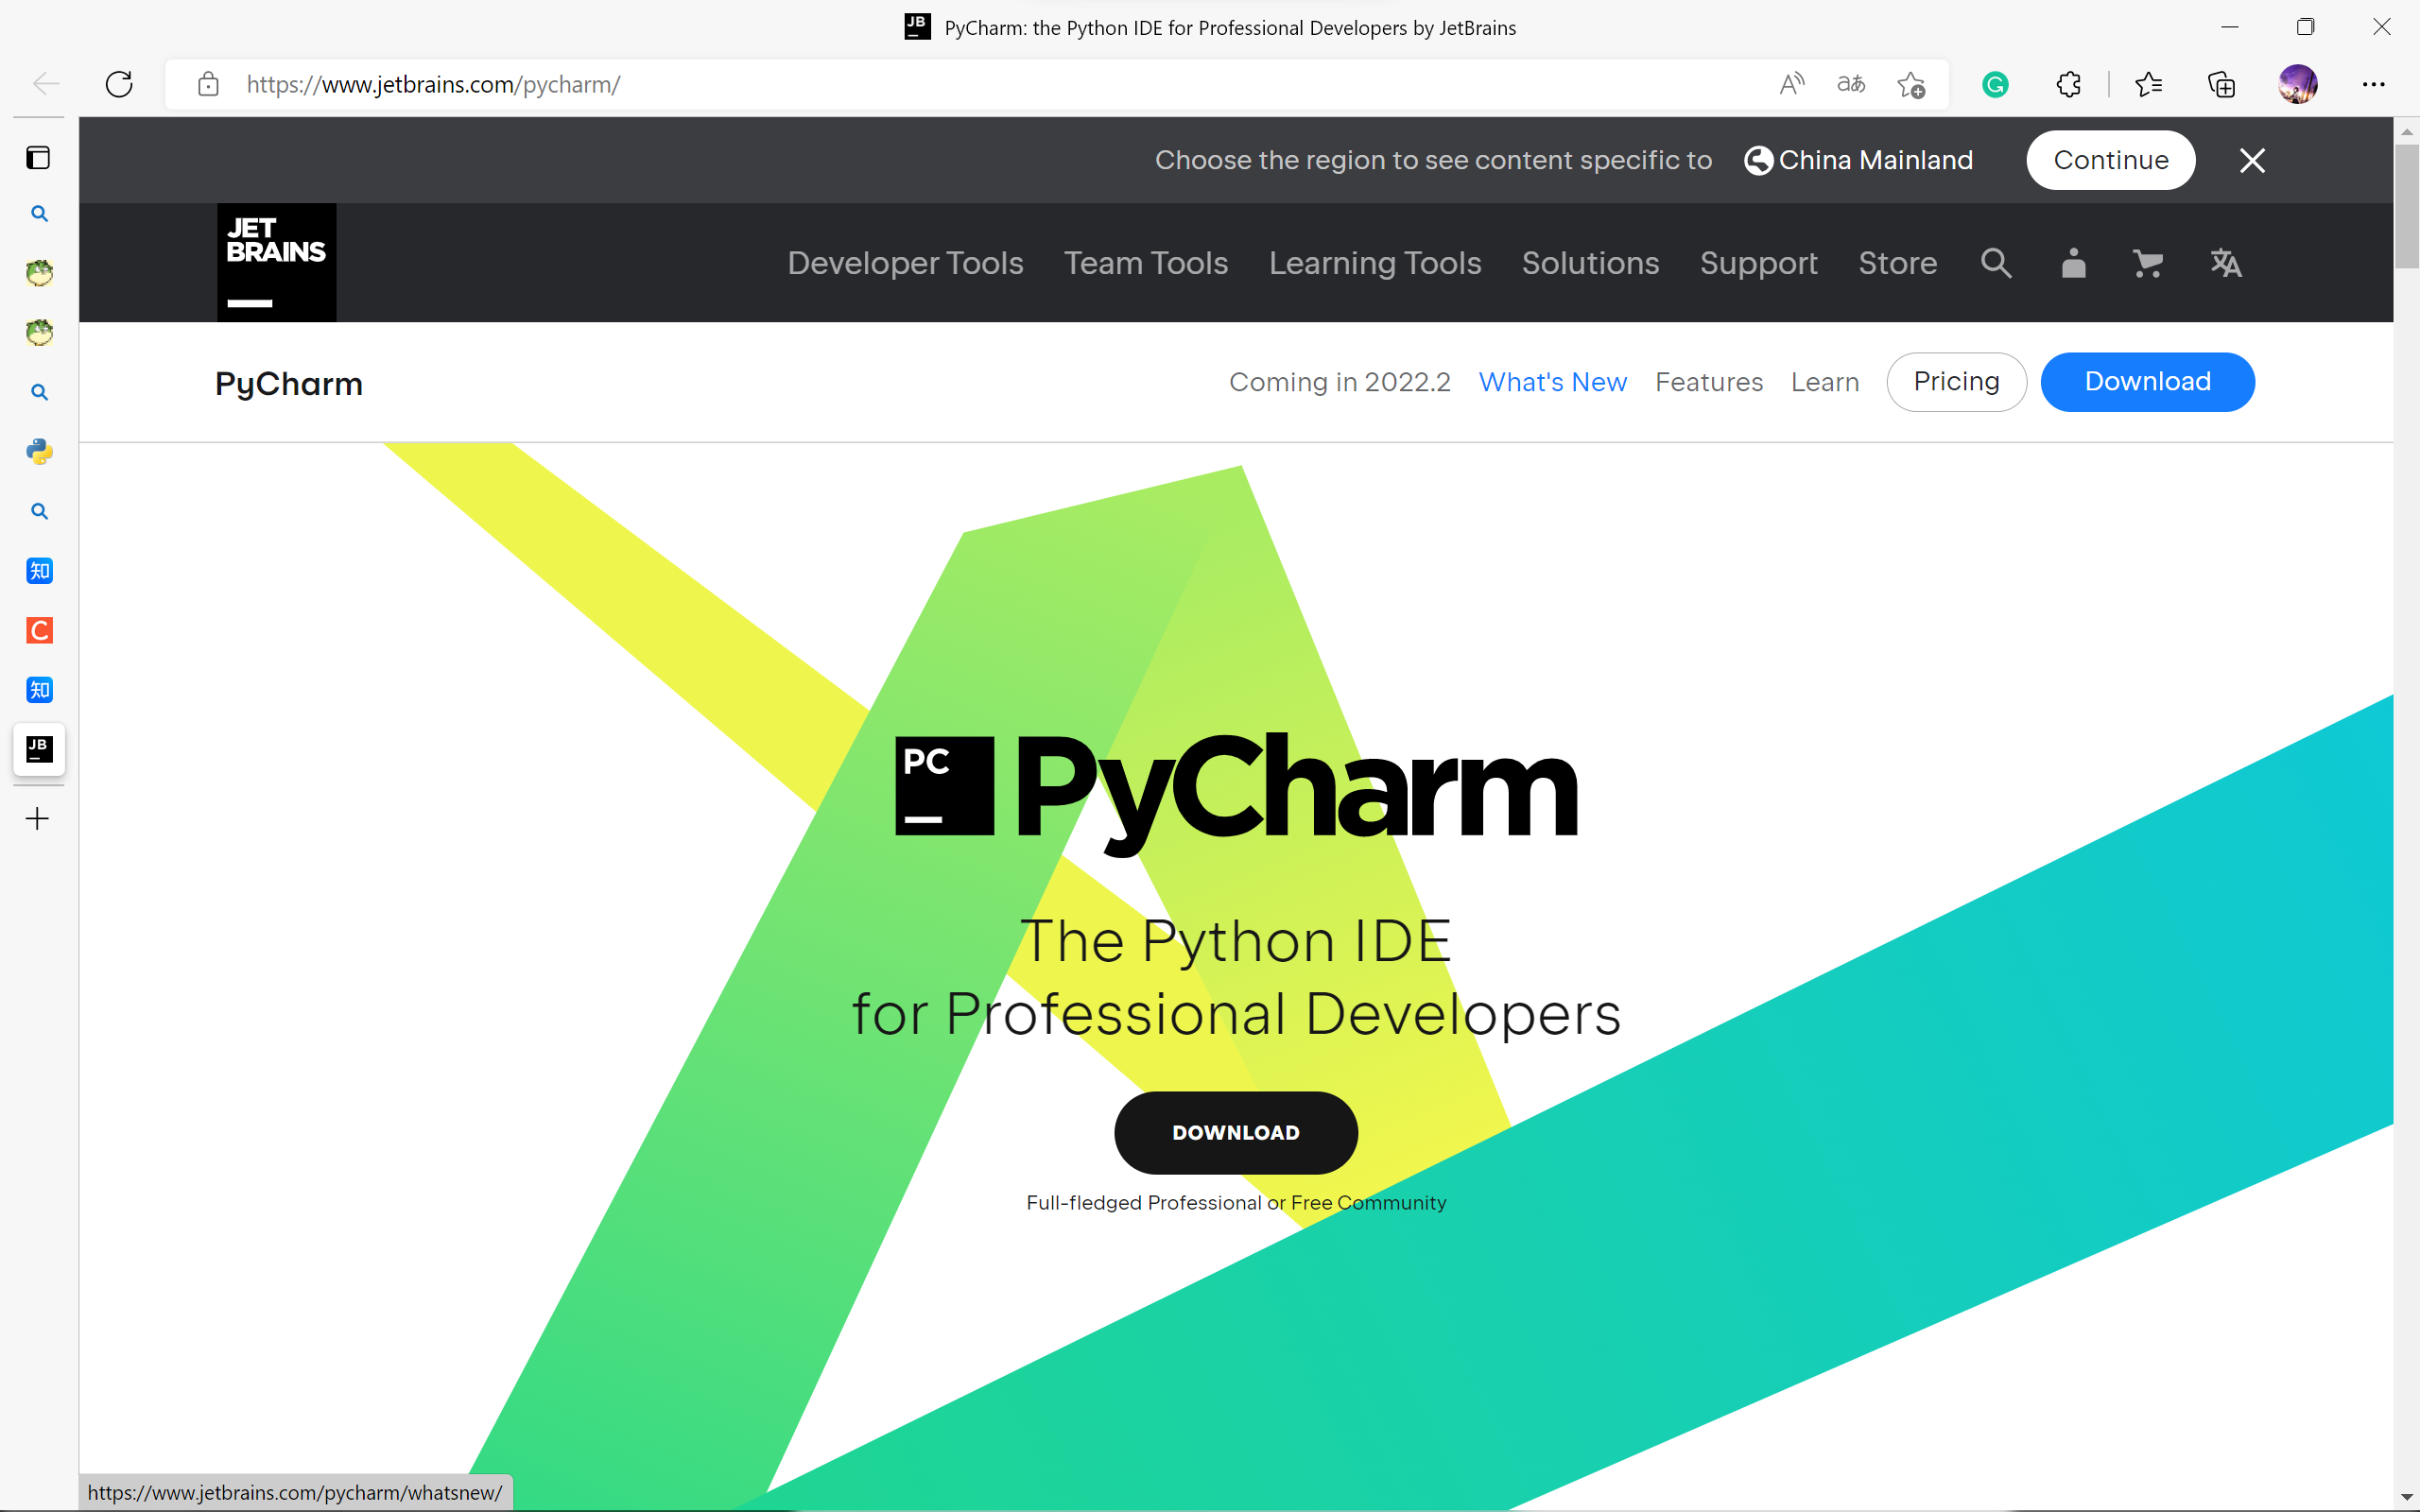 PyCharm: the Python IDE for Professional Developers by JetBrains
https://www.jetbrains.com/pycharm/
Choose the region to see content specific to China Mainland Continue
JET
BRAINS
Developer Tools Team Tools Learning Tools Solutions Support Store
PyCharm
Coming in 2022.2 What's New Features Learn Pricing Download
知
C
知
JB
PC
PyCharm
The Python IDE
for Professional Developers
DOWNLOAD
Full-fledged Professional or Free Community
https://www.jetbrains.com/pycharm/whatsnew/